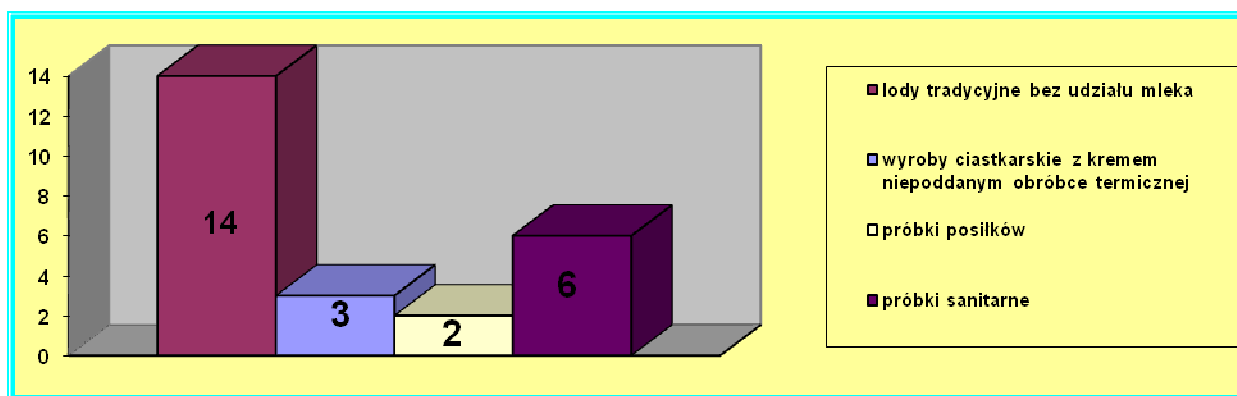 14
12
10
8
6
4
2
0
14
3
2
6
lody tradycyjne bez udziału mleka
wyroby ciastkarskie z kremem
niepoddanym obróbce termicznej
próbki posiłków
próbki sanitarne